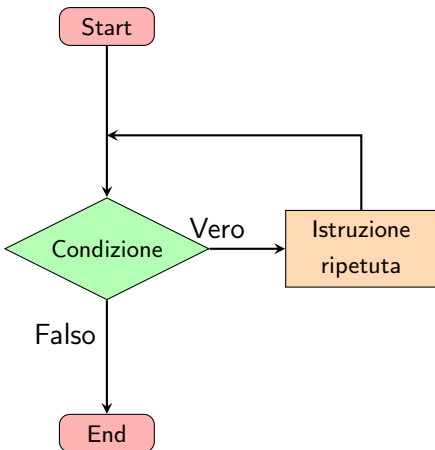 Start
Condizione
Vero
Istruzione
ripetuta
Falso
End